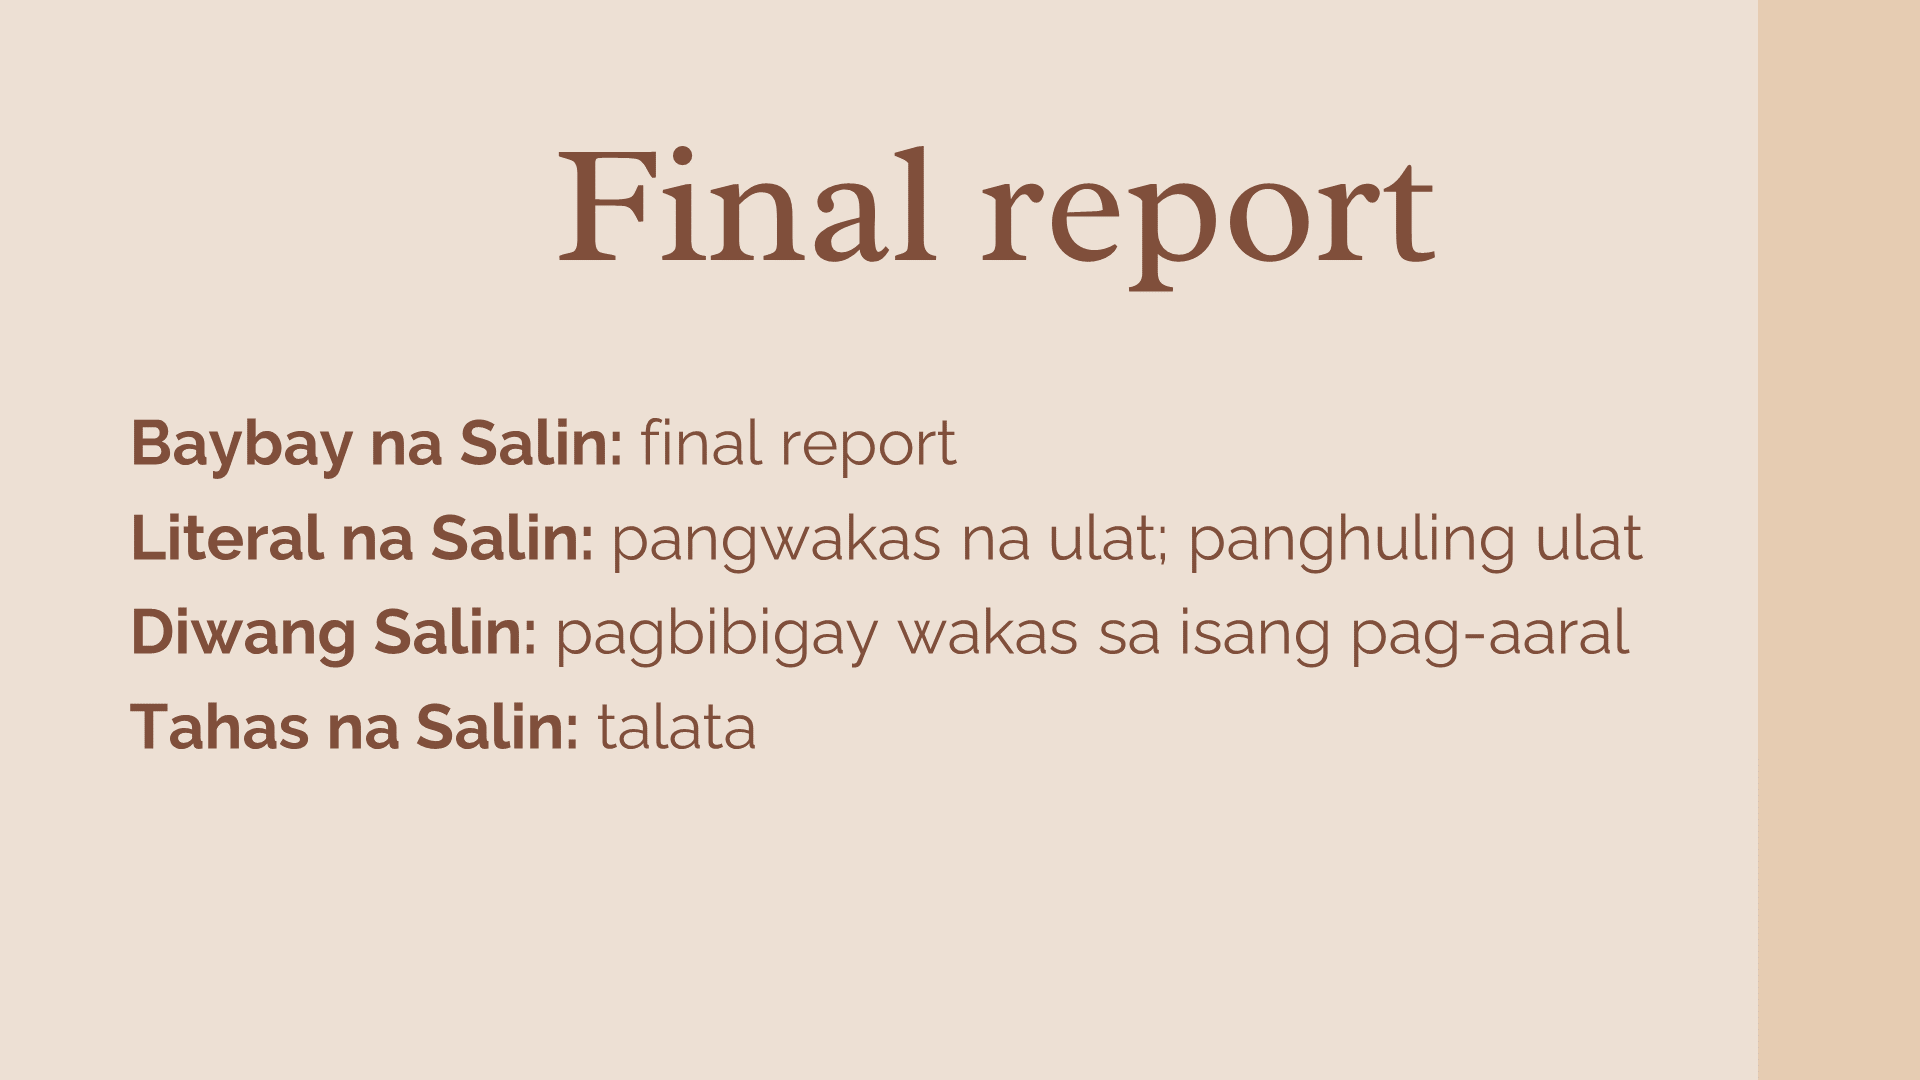 Final report
Baybay na Salin: final report
Literal na Salin: pangwakas na ulat; panghuling ulat
Diwang Salin: pagbibigay wakas sa isang pag-aaral
Tahas na Salin: talata